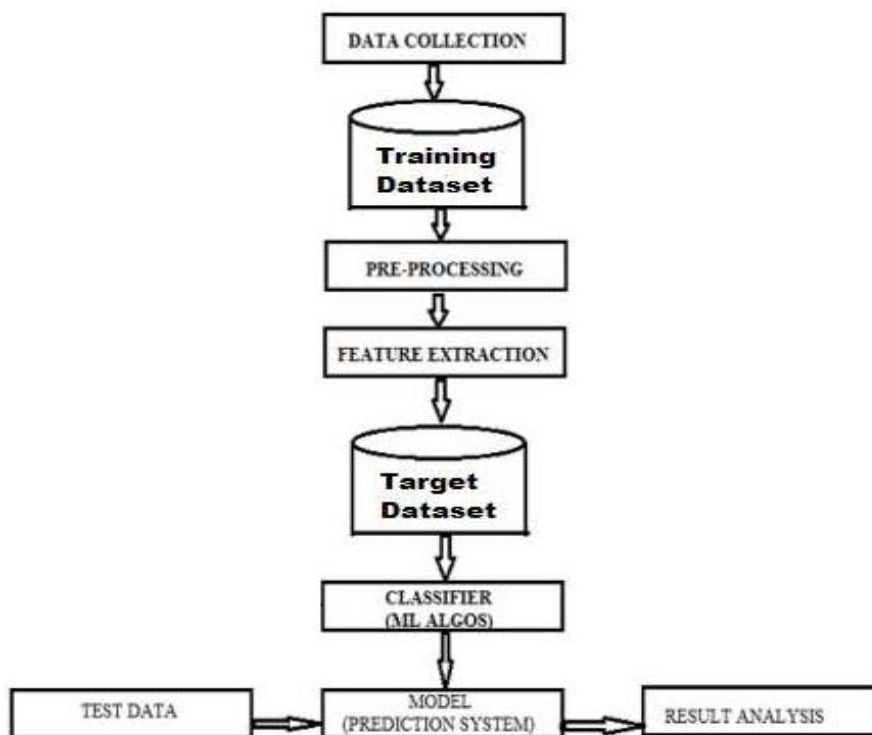 DATA COLLECTION
Training
Dataset
PRE-PROCESSING
FEATURE EXTRACTION
Target
Dataset
CLASSIFIER
(ML ALGOS)
TEST DATA
MODEL
(PREDICTION SYSTEM)
RESULT ANALYSIS